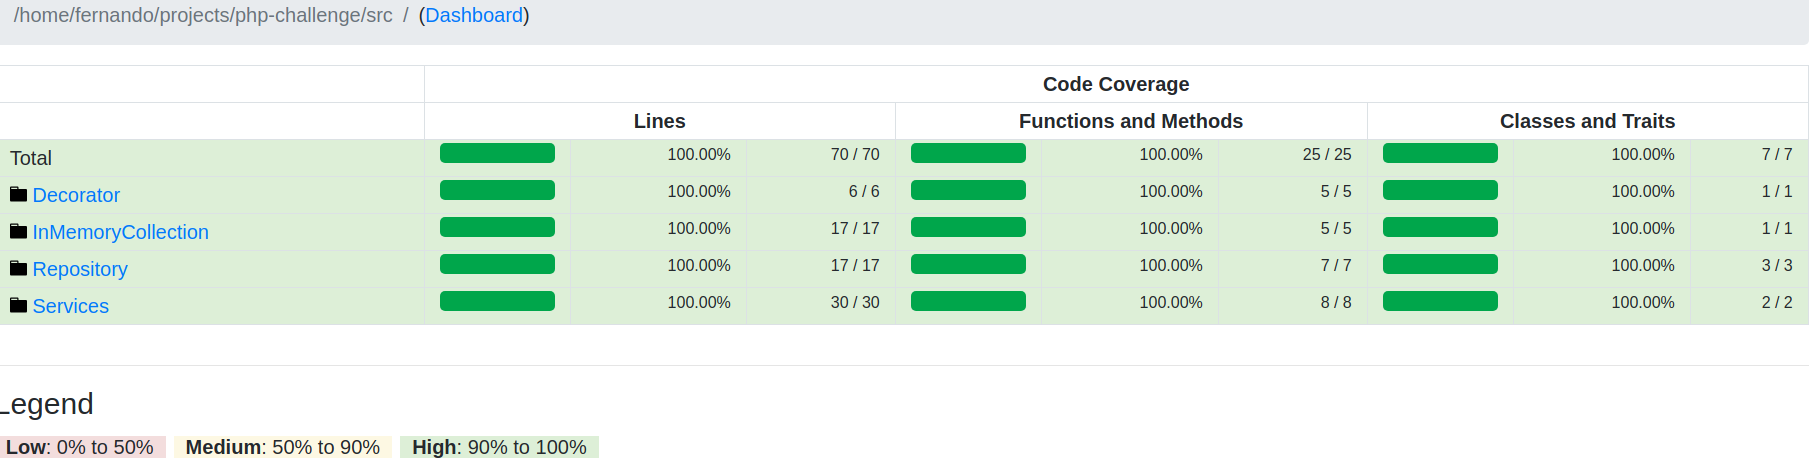 /home/fernando/projects/php-challenge/src / (Dashboard)
Code Coverage
Lines Functions and Methods Classes and Traits
Total 100.00% 70 / 70 100.00% 25 / 25 100.00% 7 / 7
Decorator 100.00% 6 / 6 100.00% 5 / 5 100.00% 1 / 1
InMemoryCollection 100.00% 17 / 17 100.00% 5 / 5 100.00% 1 / 1
Repository 100.00% 17 / 17 100.00% 7 / 7 100.00% 3 / 3
Services 100.00% 30 / 30 100.00% 8 / 8 100.00% 2 / 2
Legend
Low: 0% to 50% Medium: 50% to 90% High: 90% to 100%